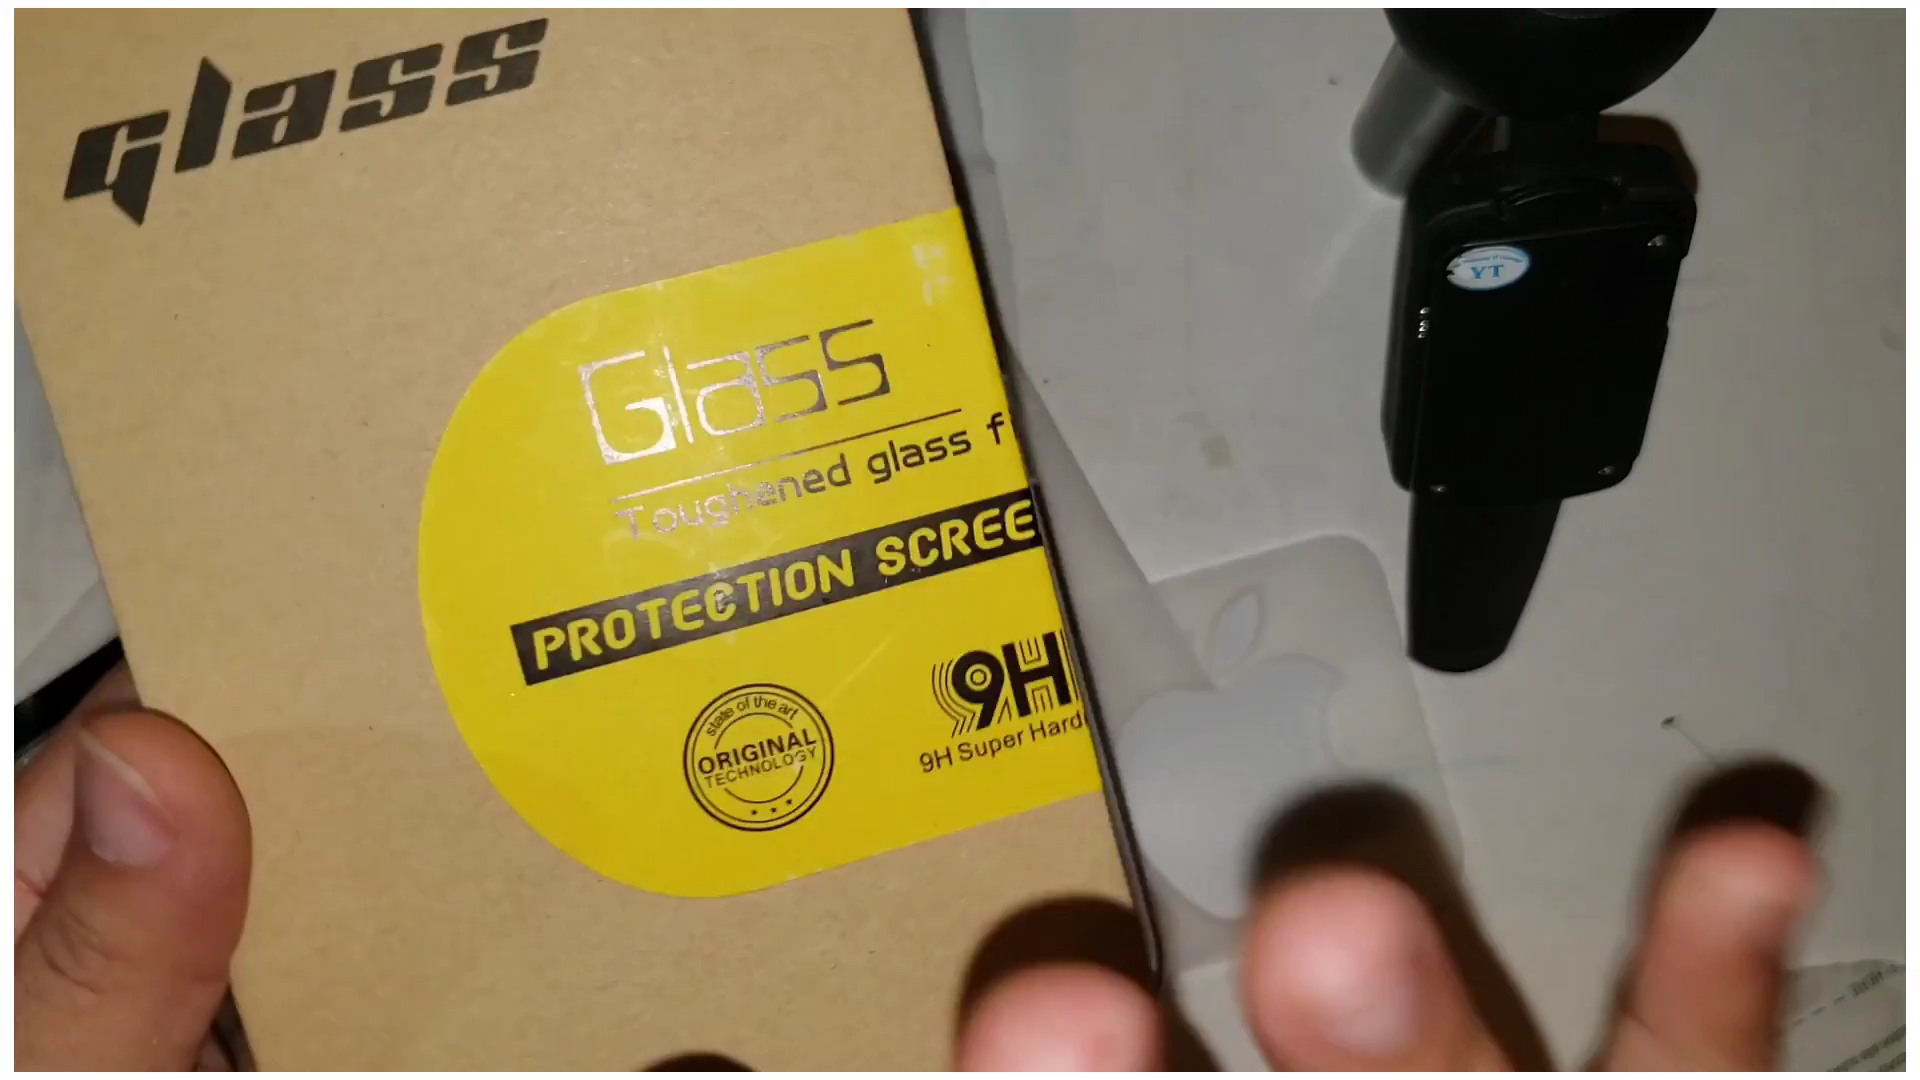 glass
Glass
Toughened glass f
PROTECTION SCREE
state of the art
ORIGINAL
TECHNOLOGY
9H
9H Super Hard
YT